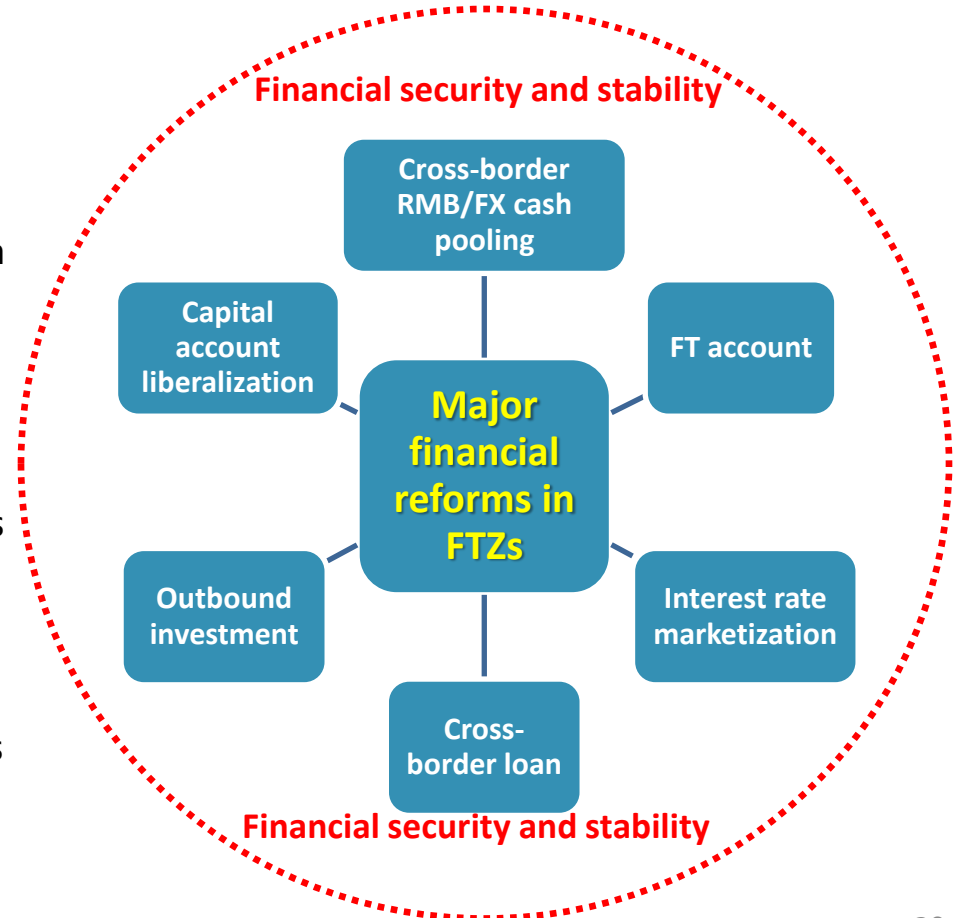 Financial security and stability
Cross-border
RMB/FX cash
pooling
Capital
account
liberalization
FT account
Major
financial
reforms in
FTZs
Outbound
investment
Interest rate
marketization
Cross-
border loan
Financial security and stability